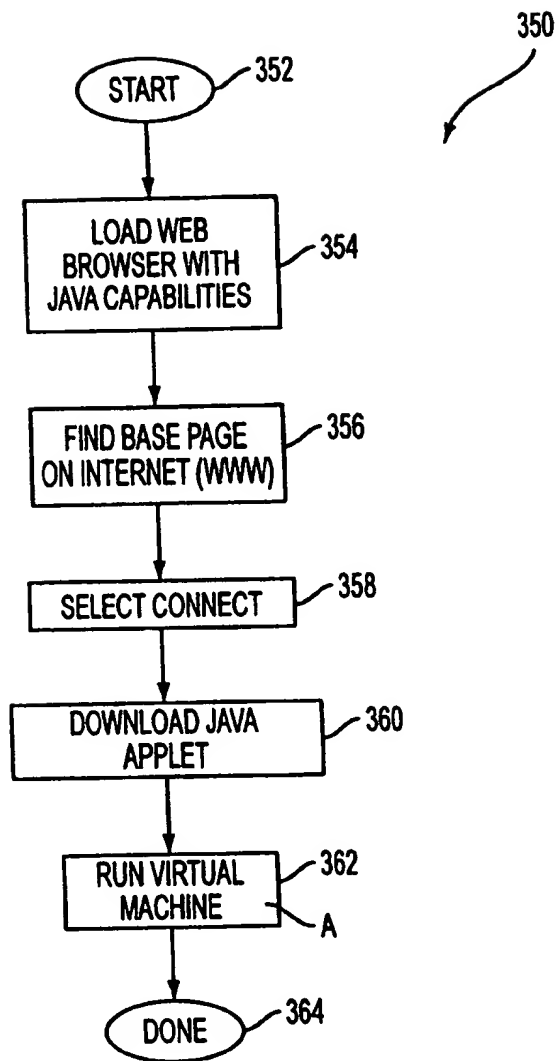 350
START
352
LOAD WEB
BROWSER WITH
JAVA CAPABILITIES
354
FIND BASE PAGE
ON INTERNET (WWW)
356
SELECT CONNECT
358
DOWNLOAD JAVA
APPLET
360
RUN VIRTUAL
MACHINE
362
A
DONE
364